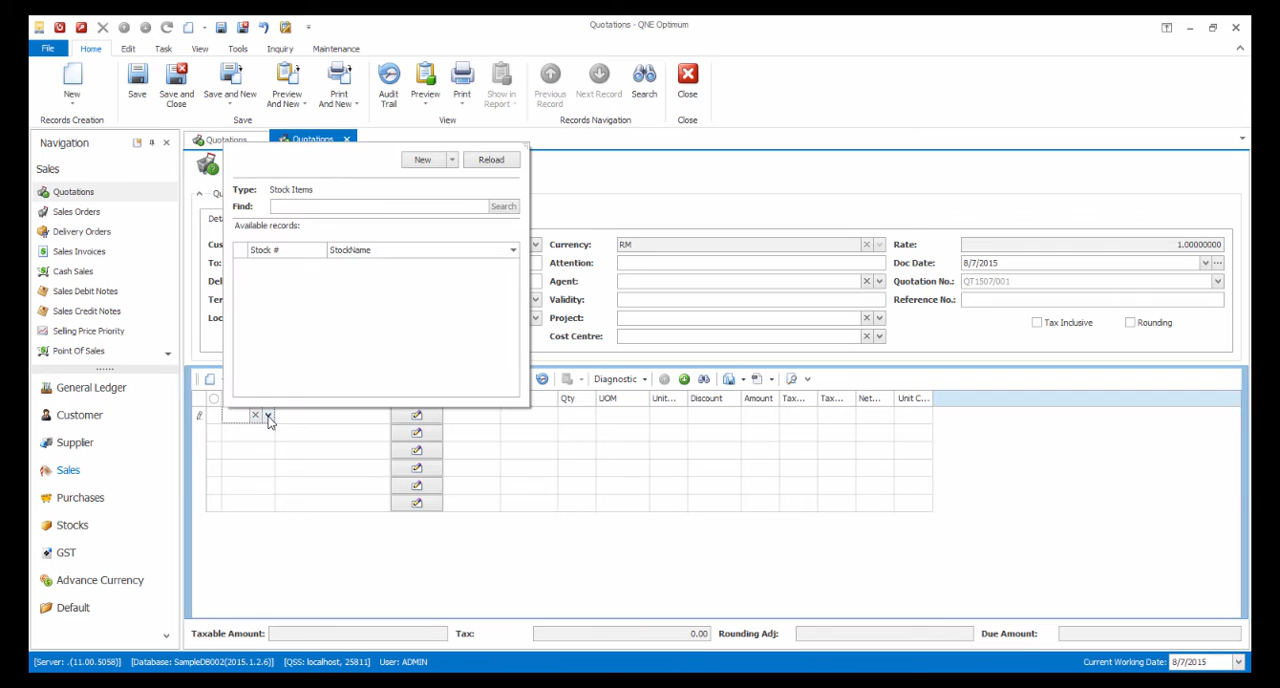 Quotations - QNE Optimum
File Home Edit Task View Tools Inquiry Maintenance
New Save Save and Close Save and New Preview And New Print And New Audit Trail Preview Print Show in Report Previous Record Next Record Search Close
Records Creation Save View Records Navigation Close
Navigation
Sales
Quotations
Sales Orders
Delivery Orders
Sales Invoices
Cash Sales
Sales Debit Notes
Sales Credit Notes
Selling Price Priority
Point Of Sales
General Ledger
Customer
Supplier
Sales
Purchases
Stocks
GST
Advance Currency
Default
Quotations Quotations
New Reload
Type: Stock Items
Find: Search
Available records:
Stock # StockName
Currency: RM Rate: 1.00000000
To: Attention: Doc Date: 8/7/2015
Agent: Quotation No.: QT1507/001
Validity: Reference No.:
Project: Tax Inclusive Rounding
Cost Centre:
Diagnostic
Qty UOM Unit... Discount Amount Tax... Tax... Net... Unit C...
Taxable Amount: Tax: 0.00 Rounding Adj: Due Amount:
[Server: .(11.00.5058)] [Database: SampleDB002(2015.1.2.6)] [QSS: localhost, 25811] User: ADMIN Current Working Date: 8/7/2015